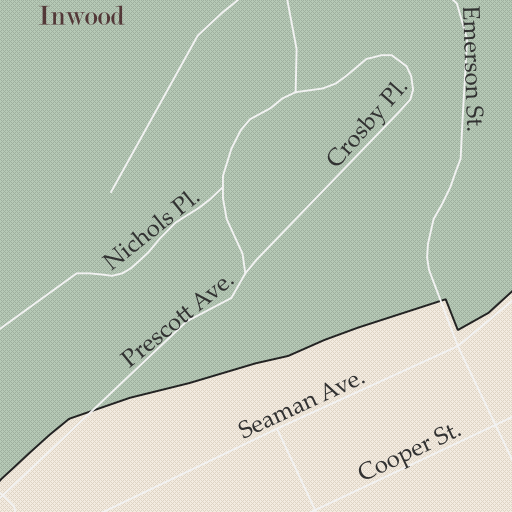 Inwood
Emerson St.
Crosby Pl.
Nichols Pl.
Prescott Ave.
Seaman Ave.
Cooper St.